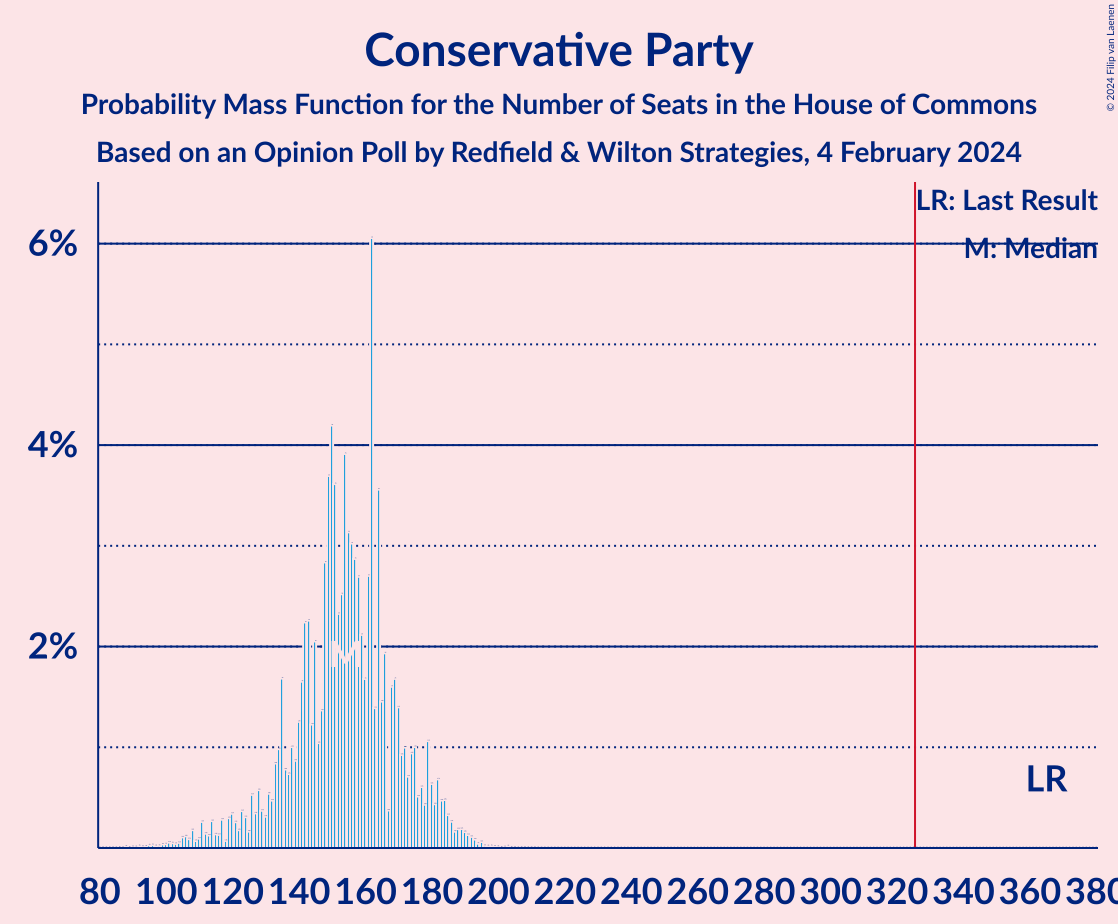 Conservative Party
Probability Mass Function for the Number of Seats in the House of Commons
Based on an Opinion Poll by Redfield & Wilton Strategies, 4 February 2024
© 2024 Filip van Laenen
LR: Last Result
M: Median
6%
4%
2%
M
LR
80 100 120 140 160 180 200 220 240 260 280 300 320 340 360 380